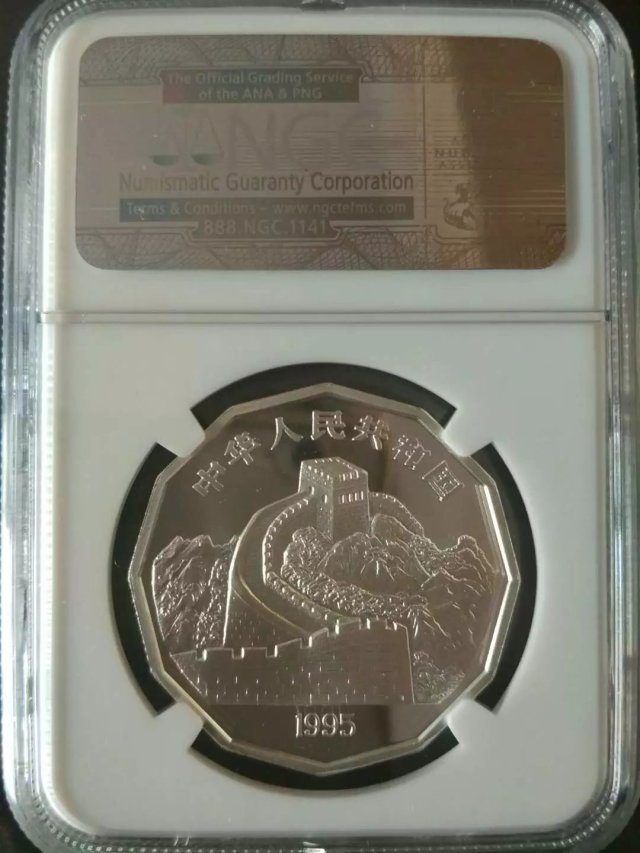 The Official Grading Service
of the ANA & PNG
NGC
Numismatic Guaranty Corporation
Terms & Conditions – www.ngcterms.com
888.NGC.1141
中华人民共和国
1995